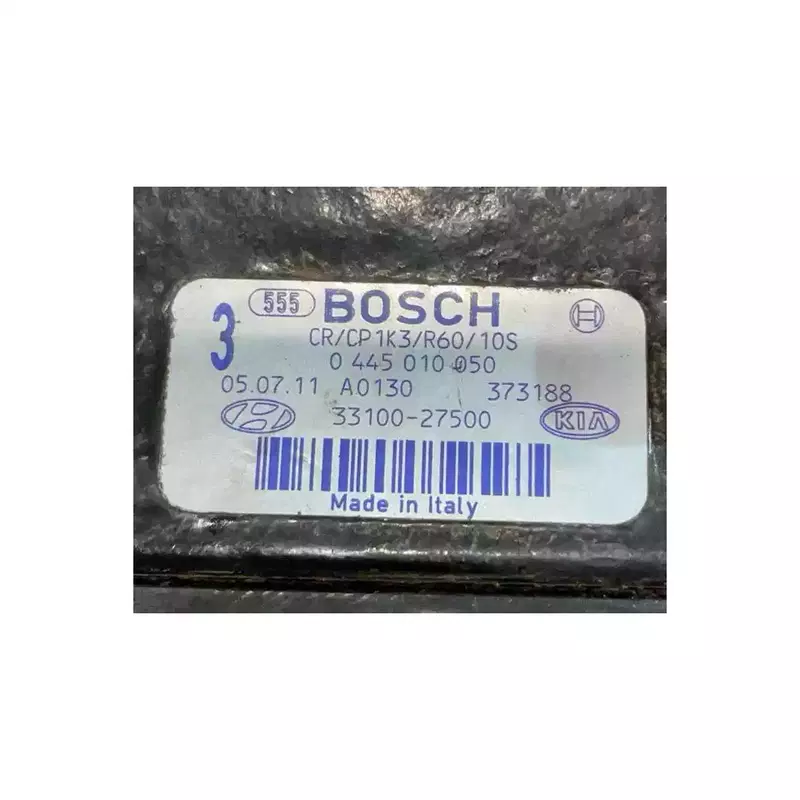 3 555 BOSCH
CR/CP1K3/R60/10S
0 445 010 050
05.07.11 A0130 373188
33100-27500 KIA
Made in Italy